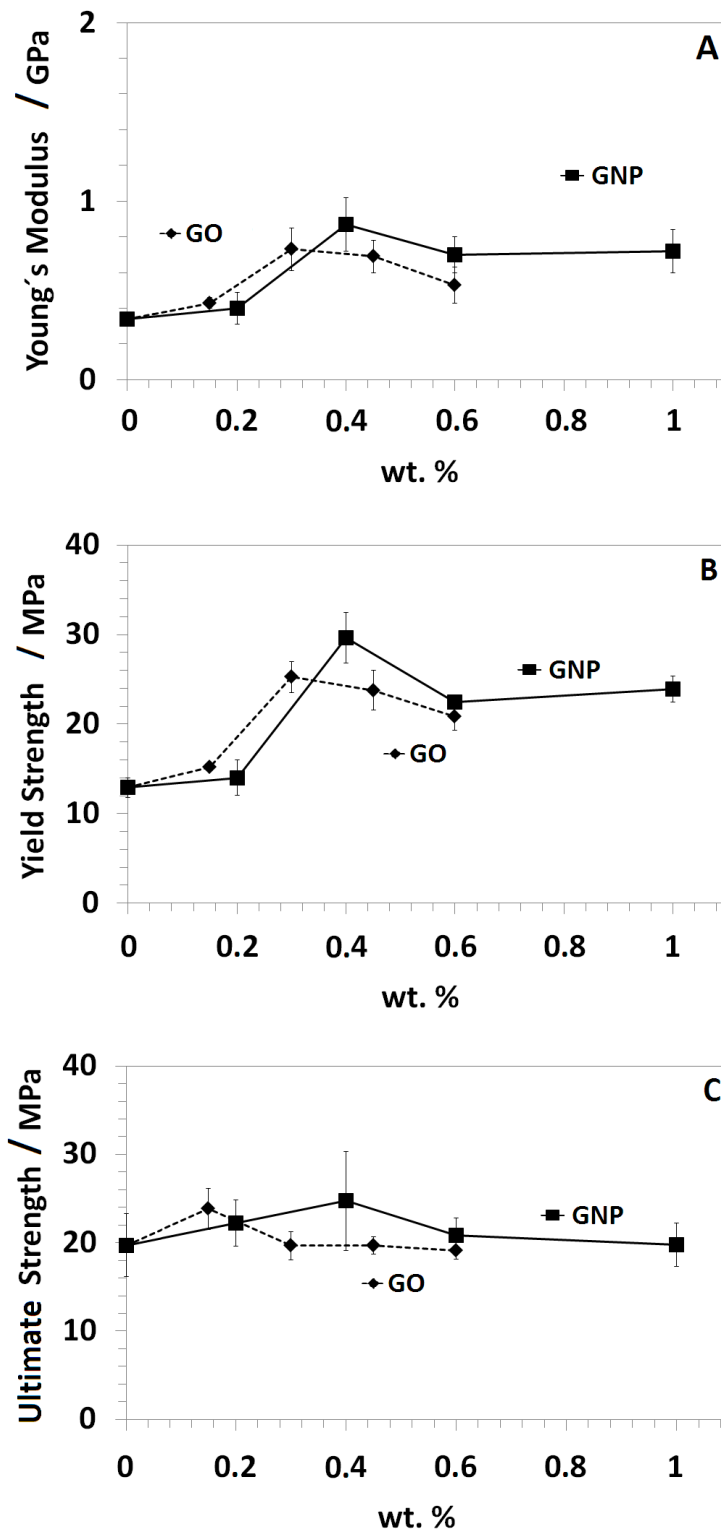 A
Young´s Modulus / GPa
2
1
0
GNP
GO
0 0.2 0.4 0.6 0.8 1
wt. %
B
Yield Strength / MPa
40
30
20
10
0
GNP
GO
0 0.2 0.4 0.6 0.8 1
wt. %
C
Ultimate Strength / MPa
40
30
20
10
0
GNP
GO
0 0.2 0.4 0.6 0.8 1
wt. %